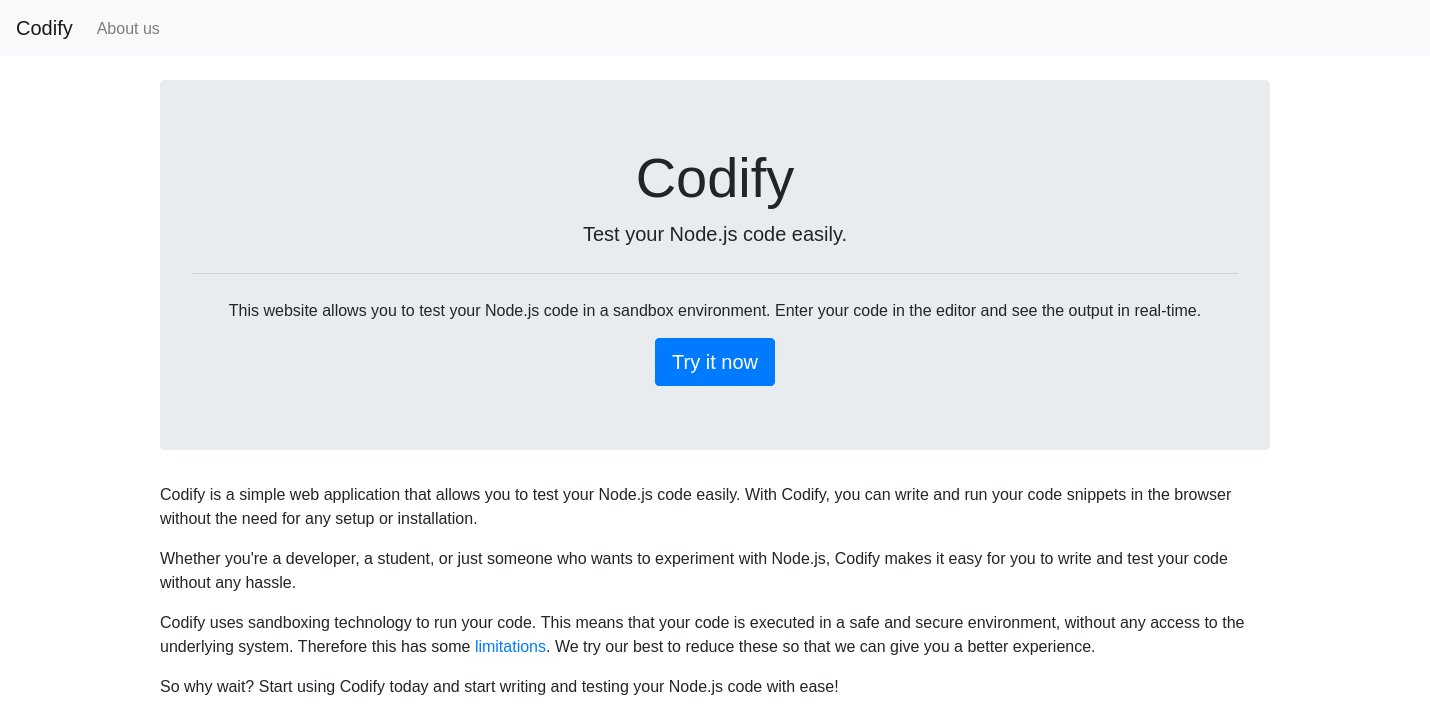 Codify About us
Codify
Test your Node.js code easily.
This website allows you to test your Node.js code in a sandbox environment. Enter your code in the editor and see the output in real-time.
Try it now
Codify is a simple web application that allows you to test your Node.js code easily. With Codify, you can write and run your code snippets in the browser
without the need for any setup or installation.
Whether you're a developer, a student, or just someone who wants to experiment with Node.js, Codify makes it easy for you to write and test your code
without any hassle.
Codify uses sandboxing technology to run your code. This means that your code is executed in a safe and secure environment, without any access to the
underlying system. Therefore this has some limitations. We try our best to reduce these so that we can give you a better experience.
So why wait? Start using Codify today and start writing and testing your Node.js code with ease!